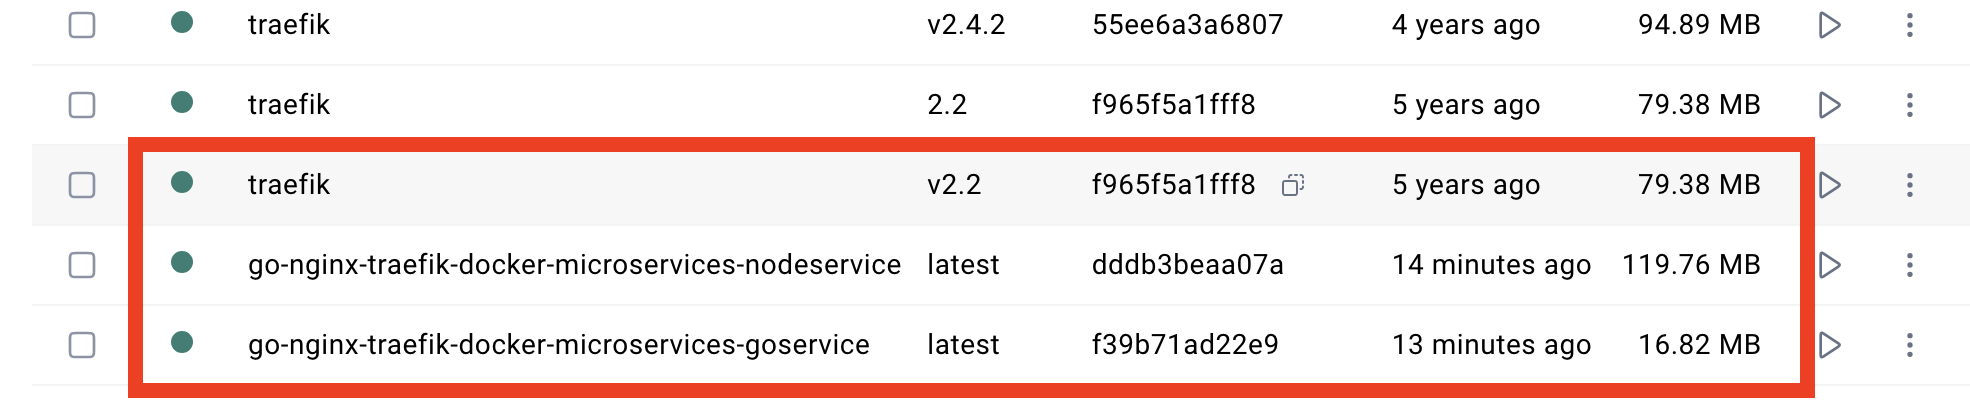 traefik v2.4.2 55ee6a3a6807 4 years ago 94.89 MB
traefik 2.2 f965f5a1fff8 5 years ago 79.38 MB
traefik v2.2 f965f5a1fff8 5 years ago 79.38 MB
go-nginx-traefik-docker-microservices-nodeservice latest dddb3beaa07a 14 minutes ago 119.76 MB
go-nginx-traefik-docker-microservices-goservice latest f39b71ad22e9 13 minutes ago 16.82 MB